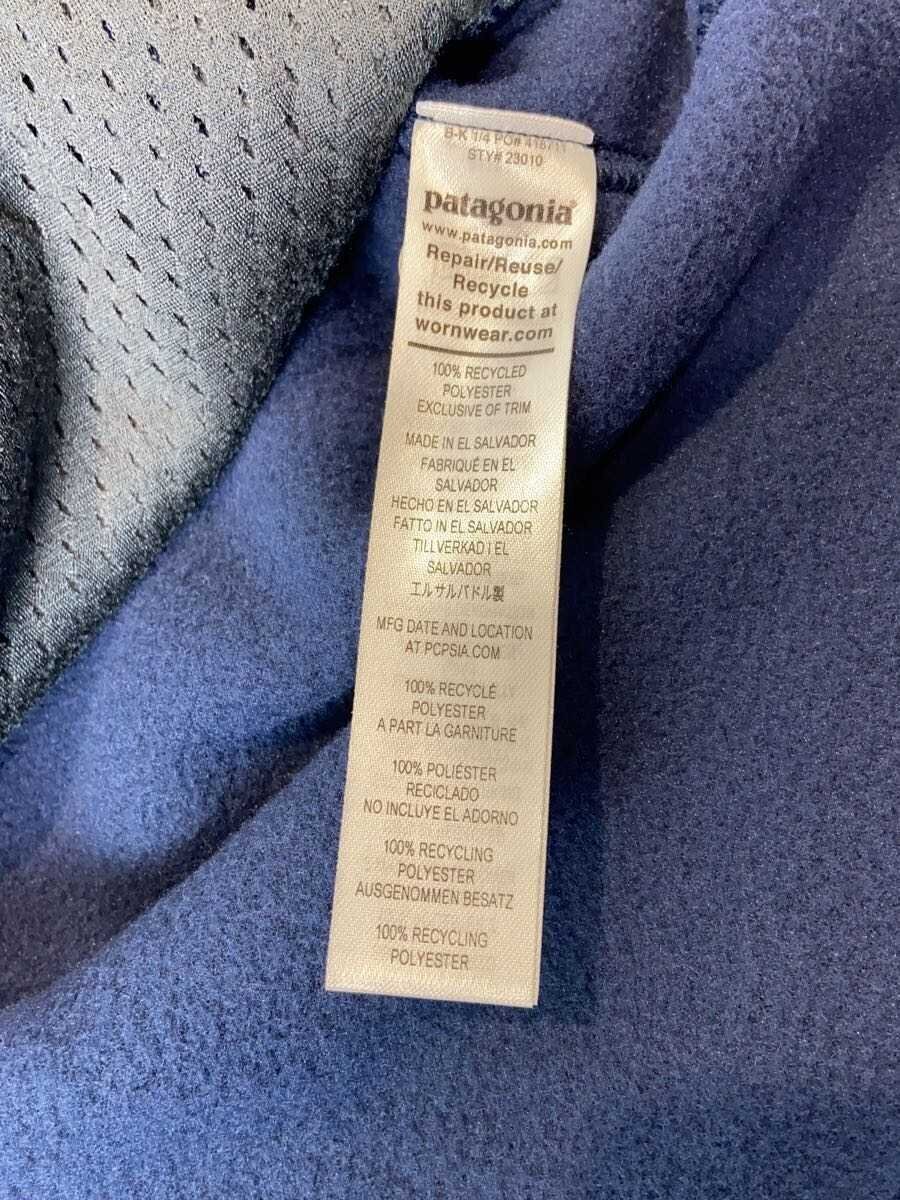 B-K 1/4 PO# 418711
STY# 23010
patagonia®
www.patagonia.com
Repair/Reuse/
Recycle
this product at
wornwear.com
100% RECYCLED
POLYESTER
EXCLUSIVE OF TRIM
MADE IN EL SALVADOR
FABRIQUÉ EN EL
SALVADOR
HECHO EN EL SALVADOR
FATTO IN EL SALVADOR
TILLVERKAD I EL
SALVADOR
エルサルバドル製
MFG DATE AND LOCATION
AT PCPSIA.COM
100% RECYCLÉ
POLYESTER
A PART LA GARNITURE
100% POLIÉSTER
RECICLADO
NO INCLUYE EL ADORNO
100% RECYCLING
POLYESTER
AUSGENOMMEN BESATZ
100% RECYCLING
POLYESTER